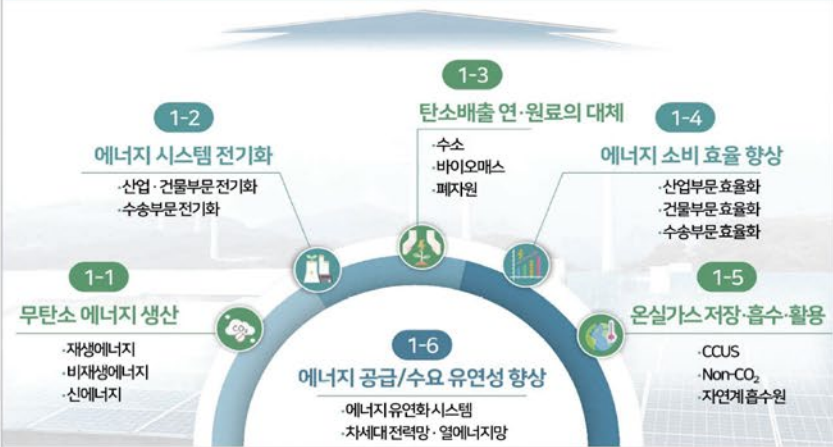 1-1
무탄소 에너지 생산
·재생에너지
·비재생에너지
·신에너지
1-2
에너지 시스템 전기화
·산업·건물부문 전기화
·수송부문 전기화
1-3
탄소배출 연·원료의 대체
·수소
·바이오매스
·폐자원
1-4
에너지 소비 효율 향상
·산업부문 효율화
·건물부문 효율화
·수송부문 효율화
1-5
온실가스 저장·흡수·활용
·CCUS
·Non-CO₂
·자연계 흡수원
1-6
에너지 공급/수요 유연성 향상
·에너지 유연화 시스템
·차세대 전력망·열에너지망
CO₂